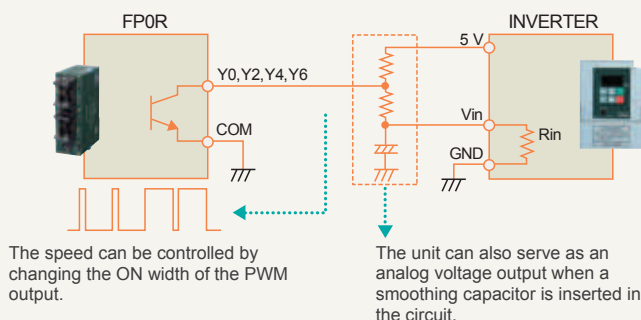 FP0R
INVERTER
5 V
Y0,Y2,Y4,Y6
COM
Vin
Rin
GND
The speed can be controlled by
changing the ON width of the PWM
output.
The unit can also serve as an
analog voltage output when a
smoothing capacitor is inserted in
the circuit.